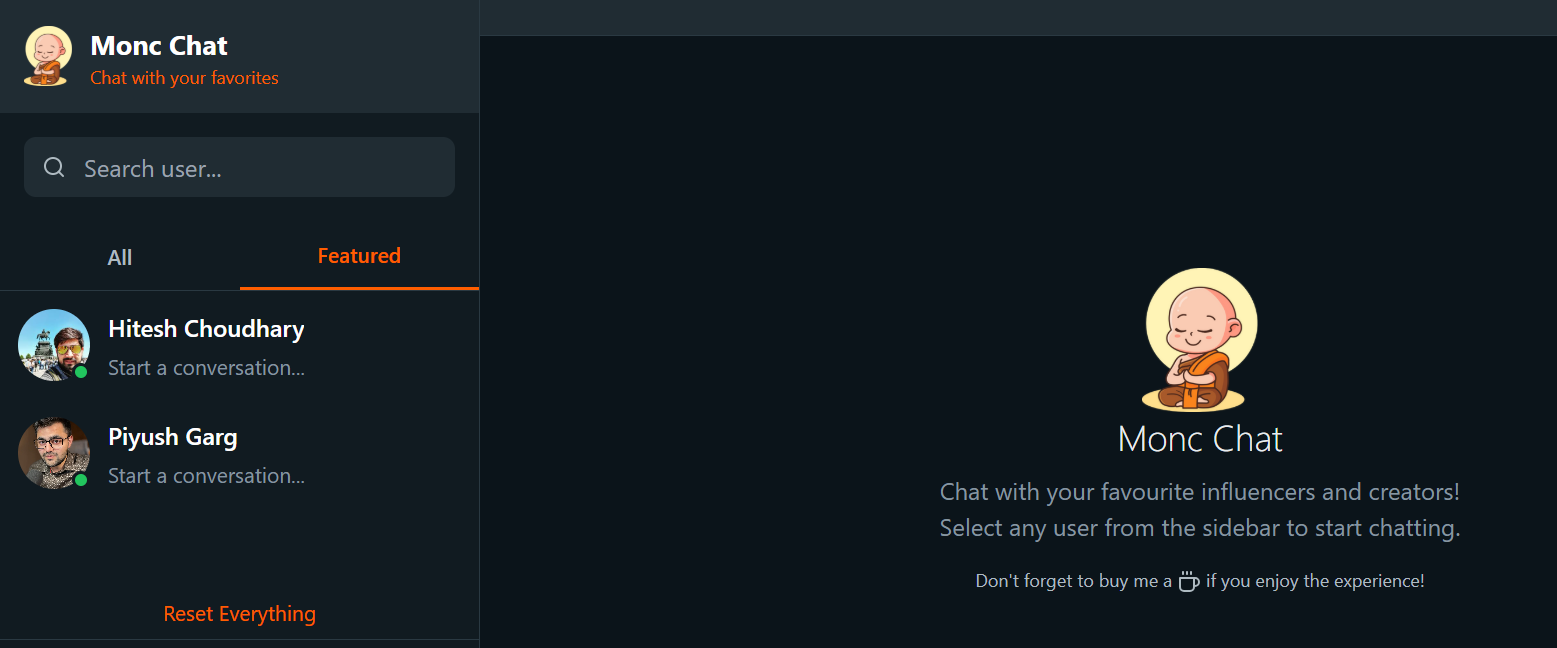 Monc Chat
Chat with your favorites
Search user...
All
Featured
Hitesh Choudhary
Start a conversation...
Piyush Garg
Start a conversation...
Reset Everything
Monc Chat
Chat with your favourite influencers and creators!
Select any user from the sidebar to start chatting.
Don't forget to buy me a if you enjoy the experience!